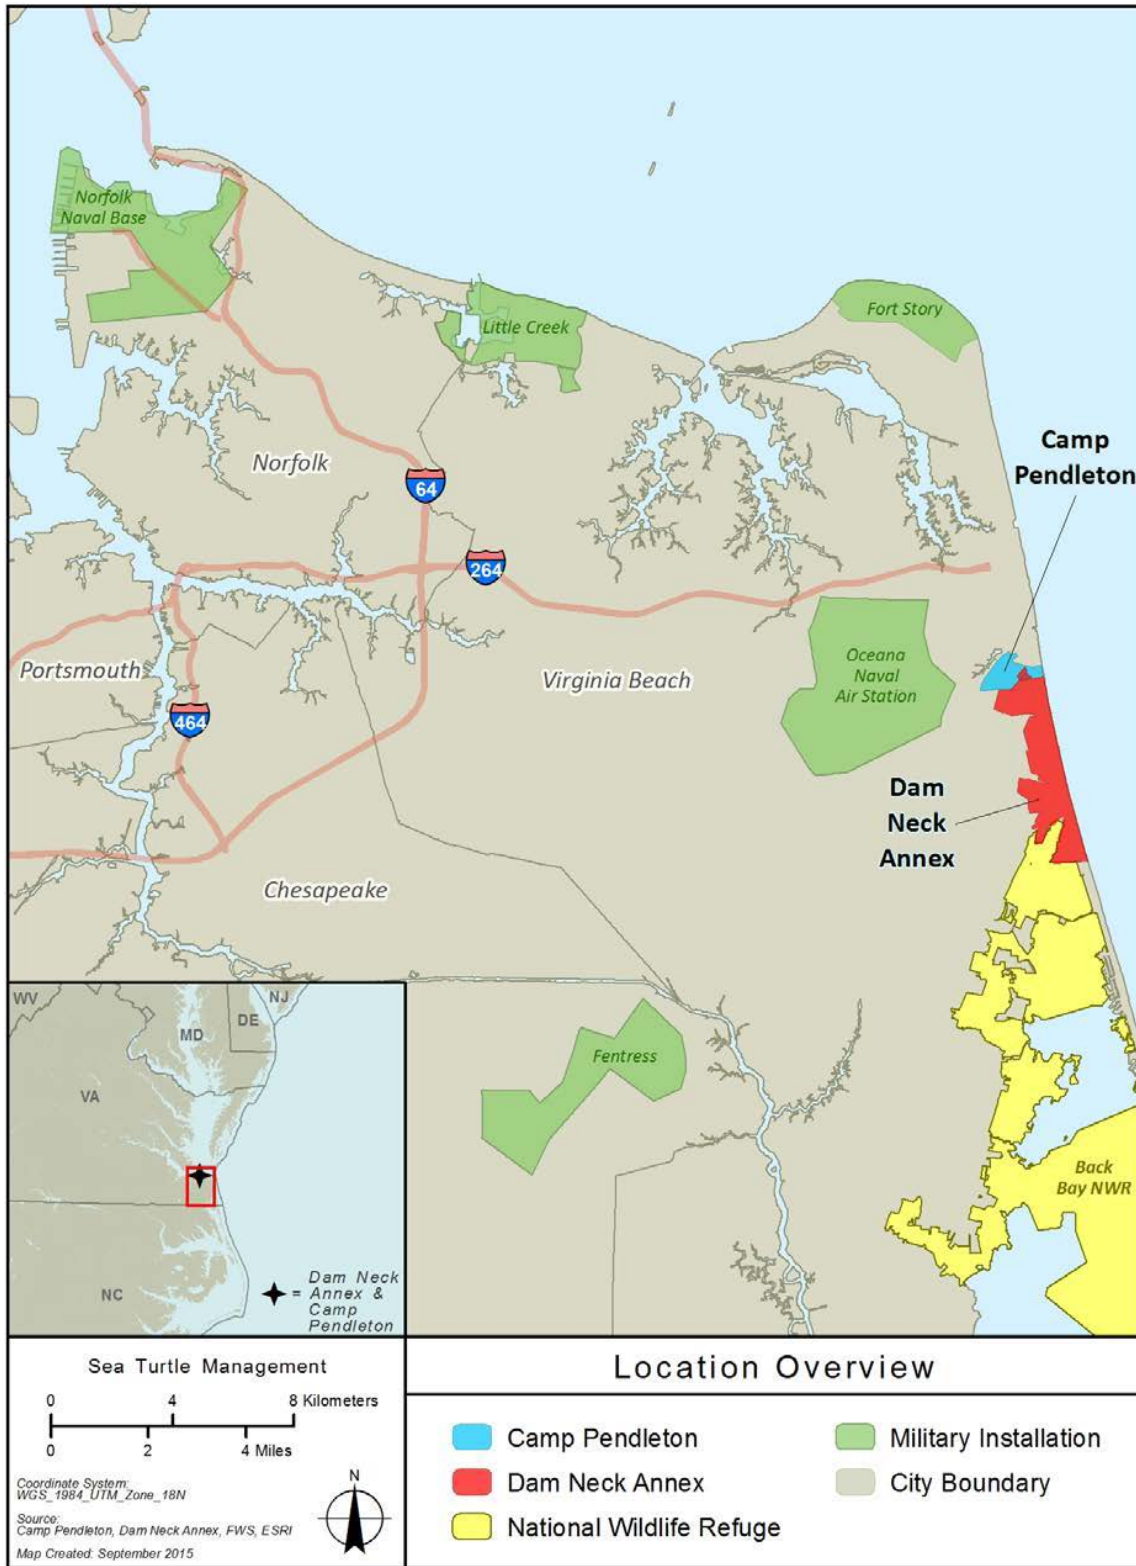 Norfolk
Naval Base
Little Creek
Fort Story
Camp
Pendleton
Norfolk
64
264
Portsmouth
Virginia Beach
Oceana
Naval
Air Station
464
Dam
Neck
Annex
Chesapeake
Fentress
Back
Bay NWR
WV
NJ
MD
DE
VA
NC
= Dam Neck
Annex &
Camp
Pendleton
Sea Turtle Management
0 4 8 Kilometers
0 2 4 Miles
Coordinate System:
WGS_1984_UTM_Zone_18N
Source:
Camp Pendleton, Dam Neck Annex, FWS, ESRI
Map Created: September 2015
N
Location Overview
Camp Pendleton
Dam Neck Annex
National Wildlife Refuge
Military Installation
City Boundary